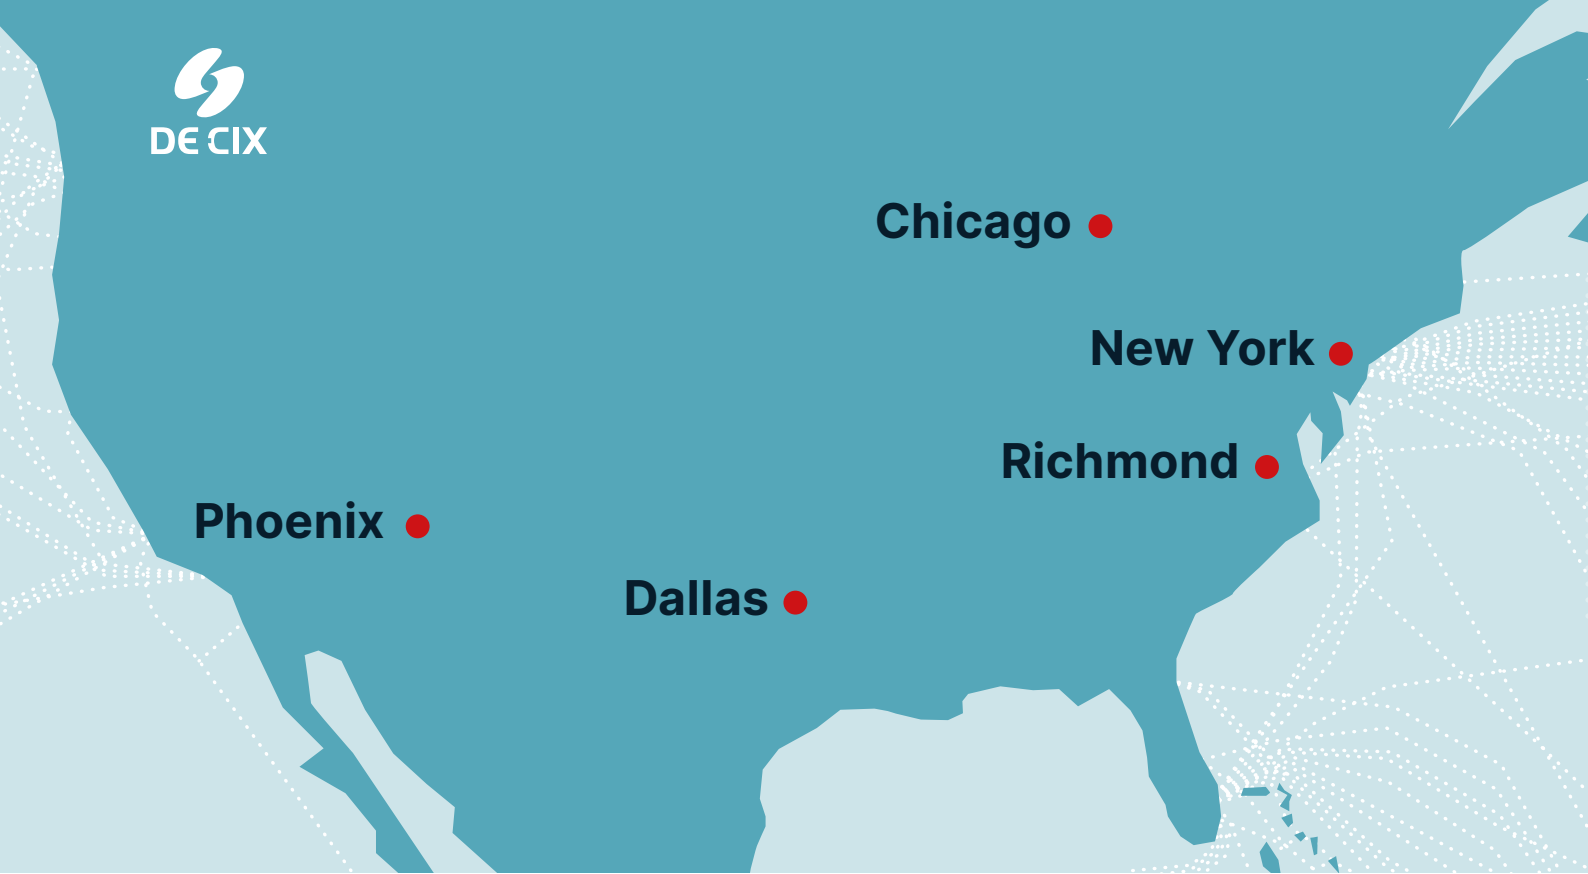 DE CIX
Chicago
New York
Richmond
Phoenix
Dallas